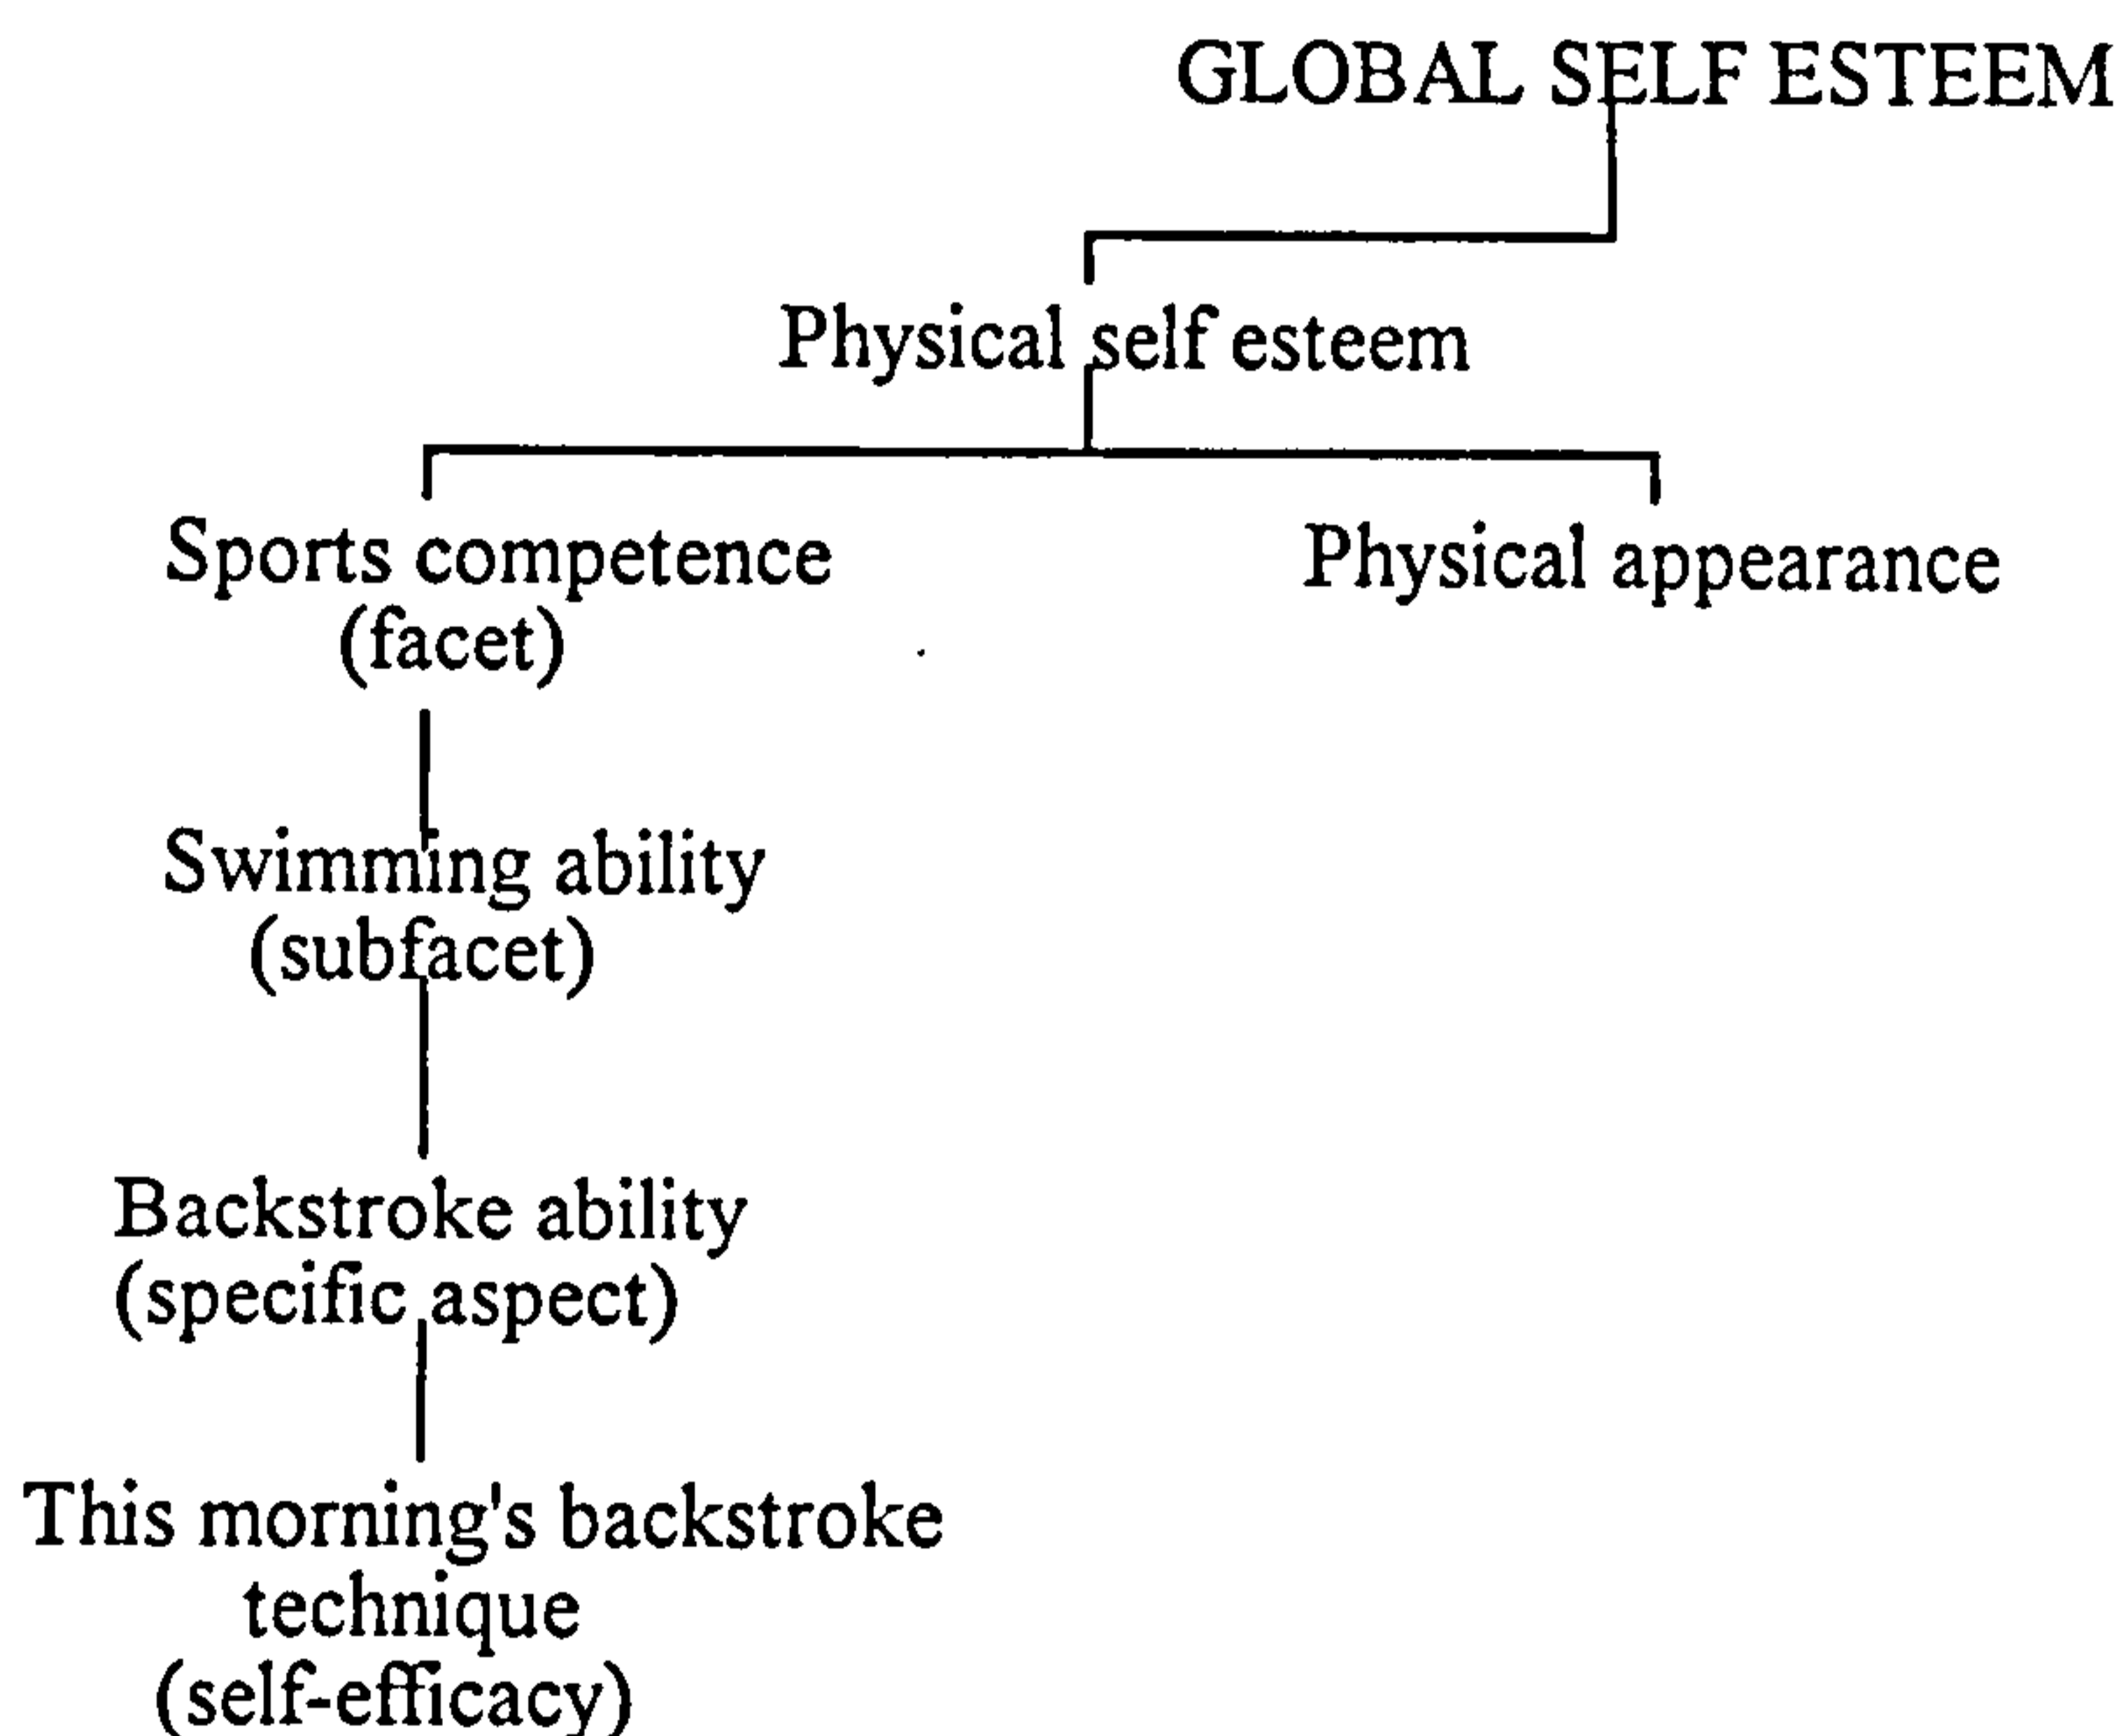 GLOBAL SELF ESTEEM
Physical self esteem
Sports competence
(facet)
Physical appearance
Swimming ability
(subfacet)
Backstroke ability
(specific aspect)
This morning's backstroke
technique
(self-efficacy)